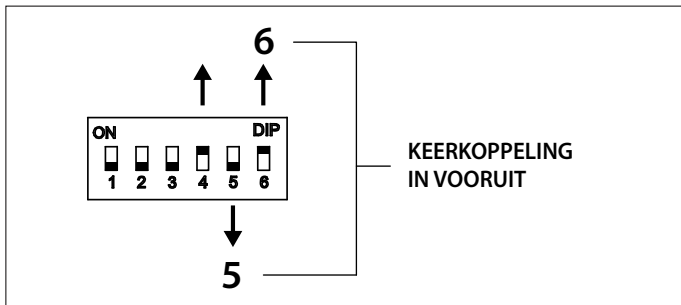 6
ON DIP
1 2 3 4 5 6
KEERKOPPELING
IN VOORUIT
5